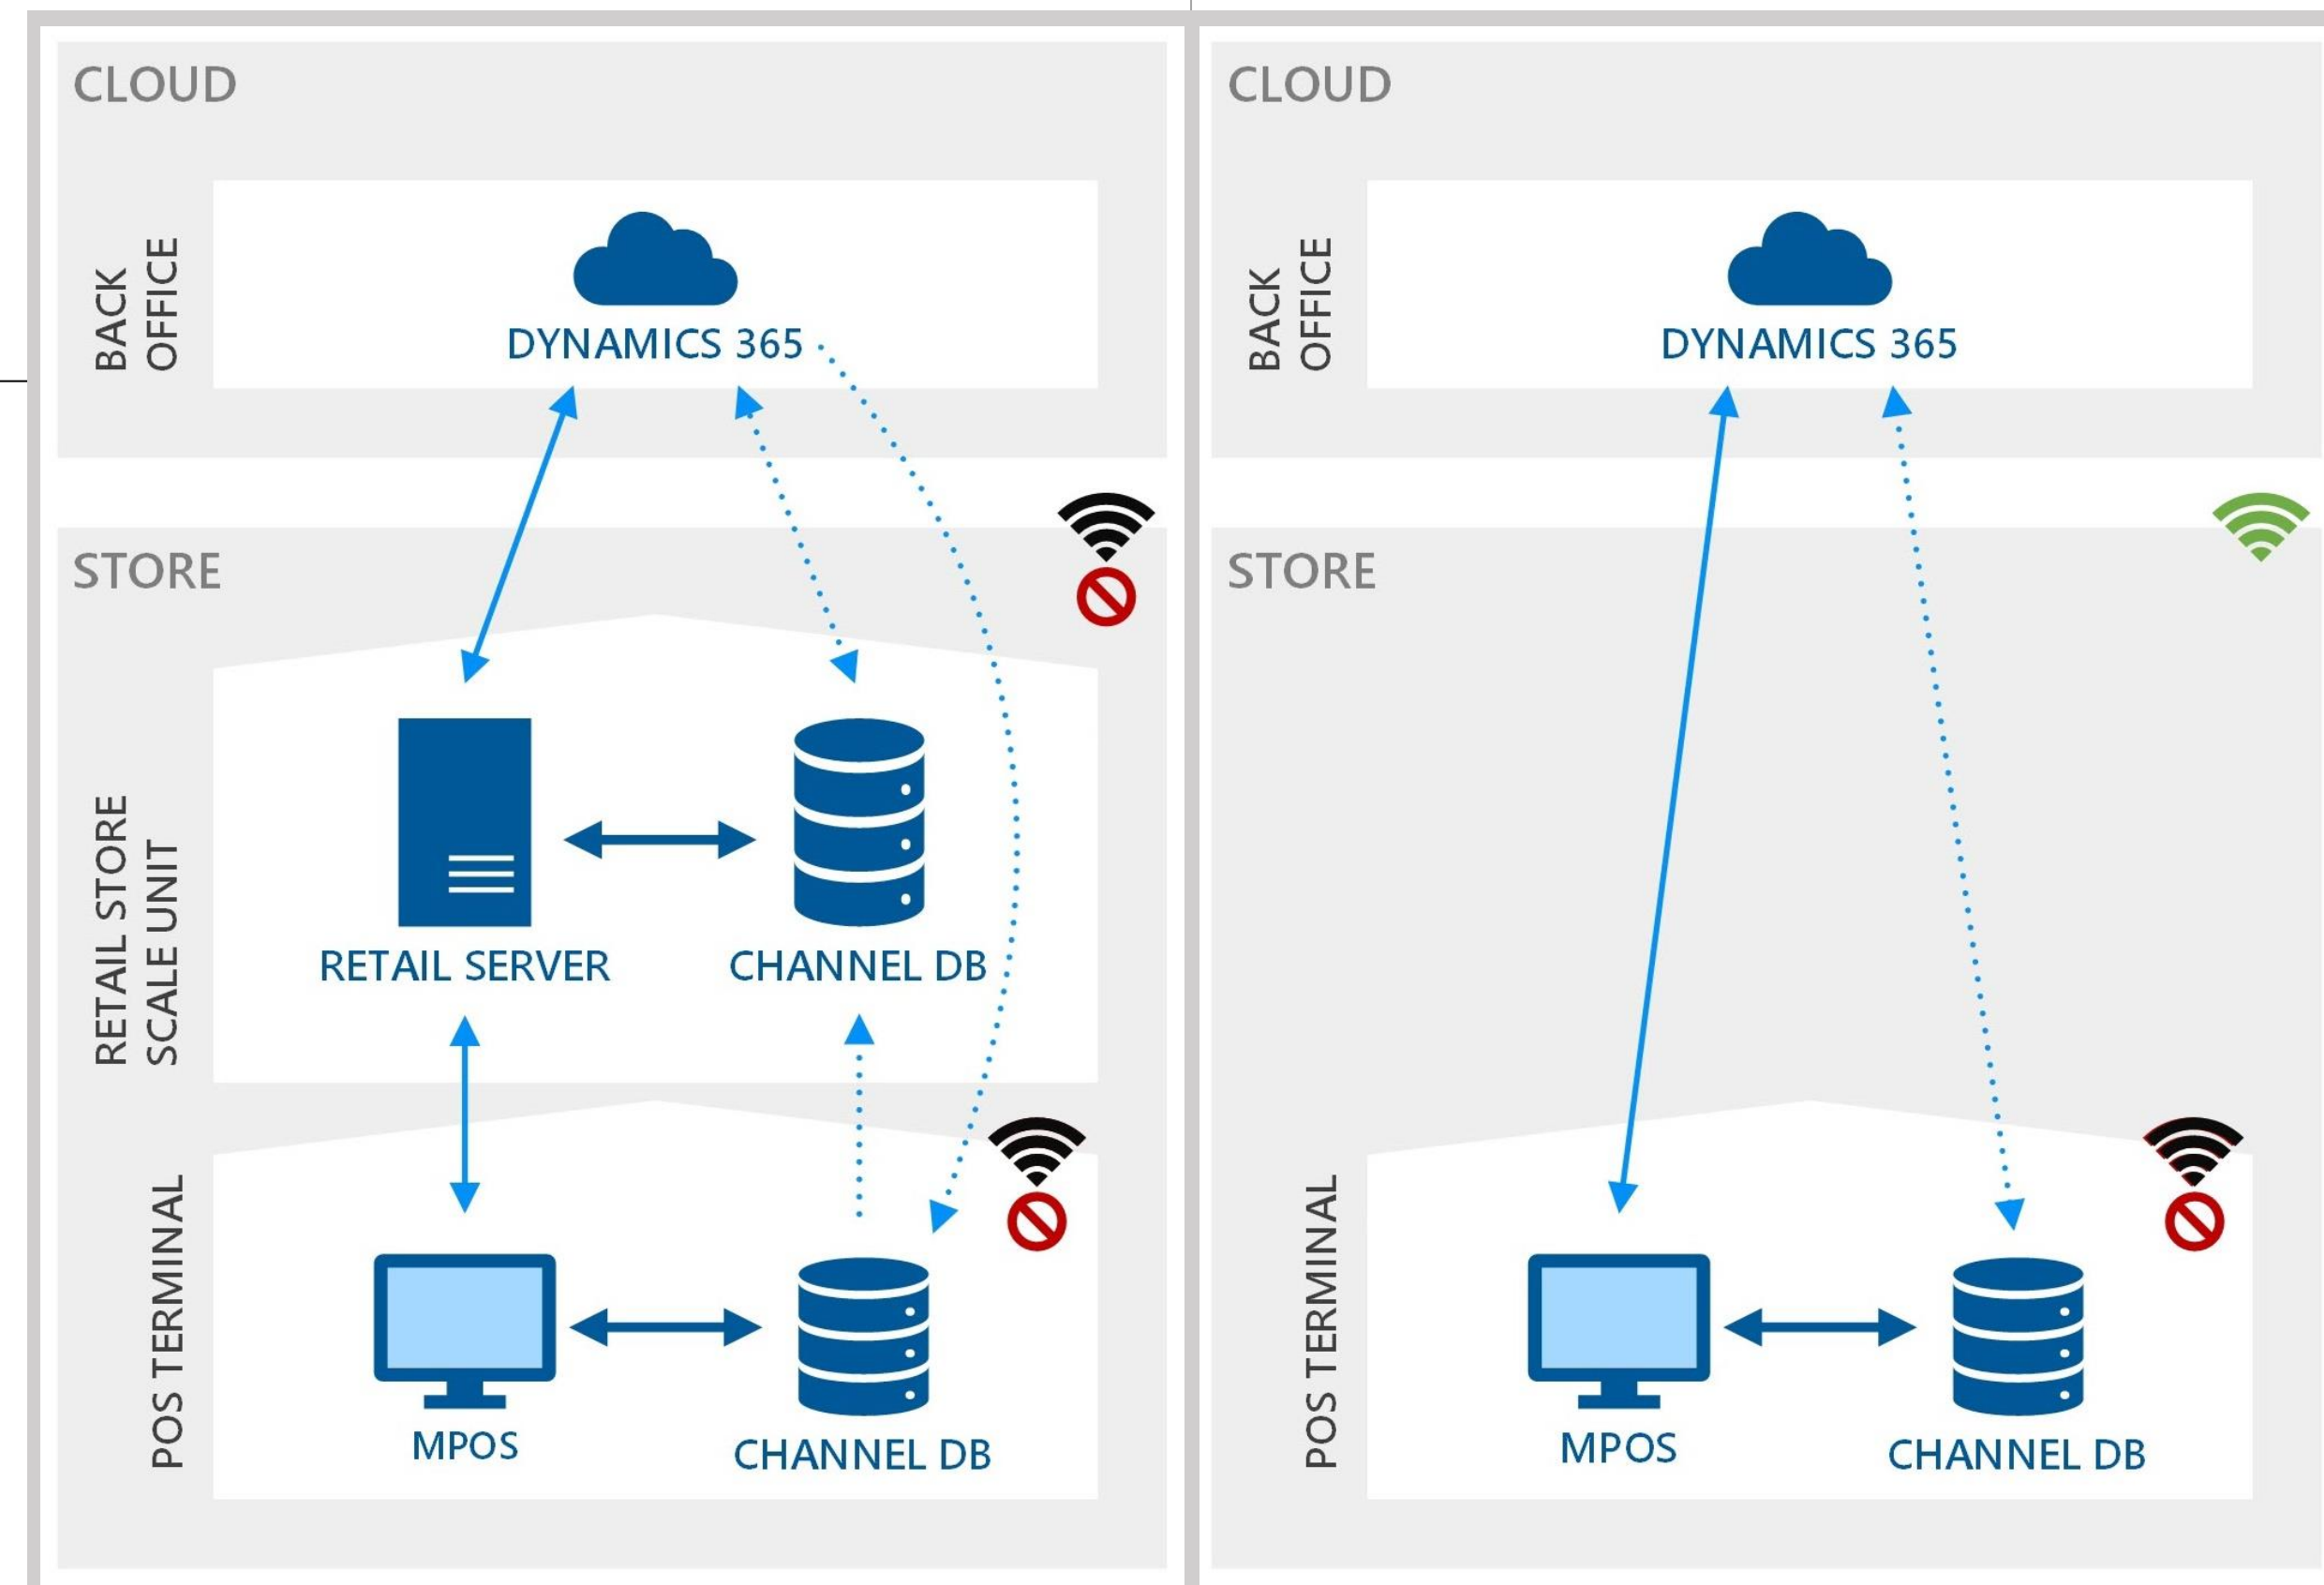 CLOUD
BACK
OFFICE
DYNAMICS 365
STORE
RETAIL STORE
SCALE UNIT
RETAIL SERVER
CHANNEL DB
POS TERMINAL
MPOS
CHANNEL DB
CLOUD
BACK
OFFICE
DYNAMICS 365
STORE
POS TERMINAL
MPOS
CHANNEL DB